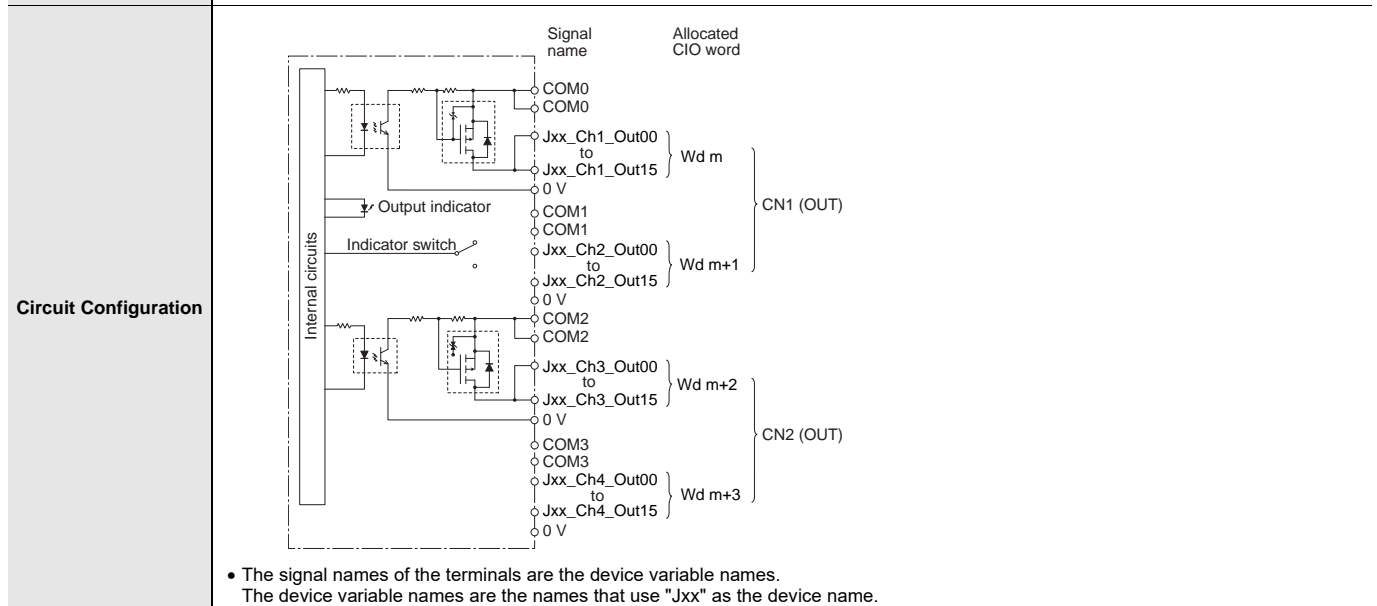 Circuit Configuration
Signal name
Allocated CIO word
Internal circuits
Output indicator
Indicator switch
COM0
COM0
Jxx_Ch1_Out00
to
Jxx_Ch1_Out15
Wd m
0 V
COM1
COM1
CN1 (OUT)
Jxx_Ch2_Out00
to
Jxx_Ch2_Out15
Wd m+1
0 V
COM2
COM2
Jxx_Ch3_Out00
to
Jxx_Ch3_Out15
Wd m+2
0 V
COM3
COM3
CN2 (OUT)
Jxx_Ch4_Out00
to
Jxx_Ch4_Out15
Wd m+3
0 V
• The signal names of the terminals are the device variable names.
The device variable names are the names that use "Jxx" as the device name.